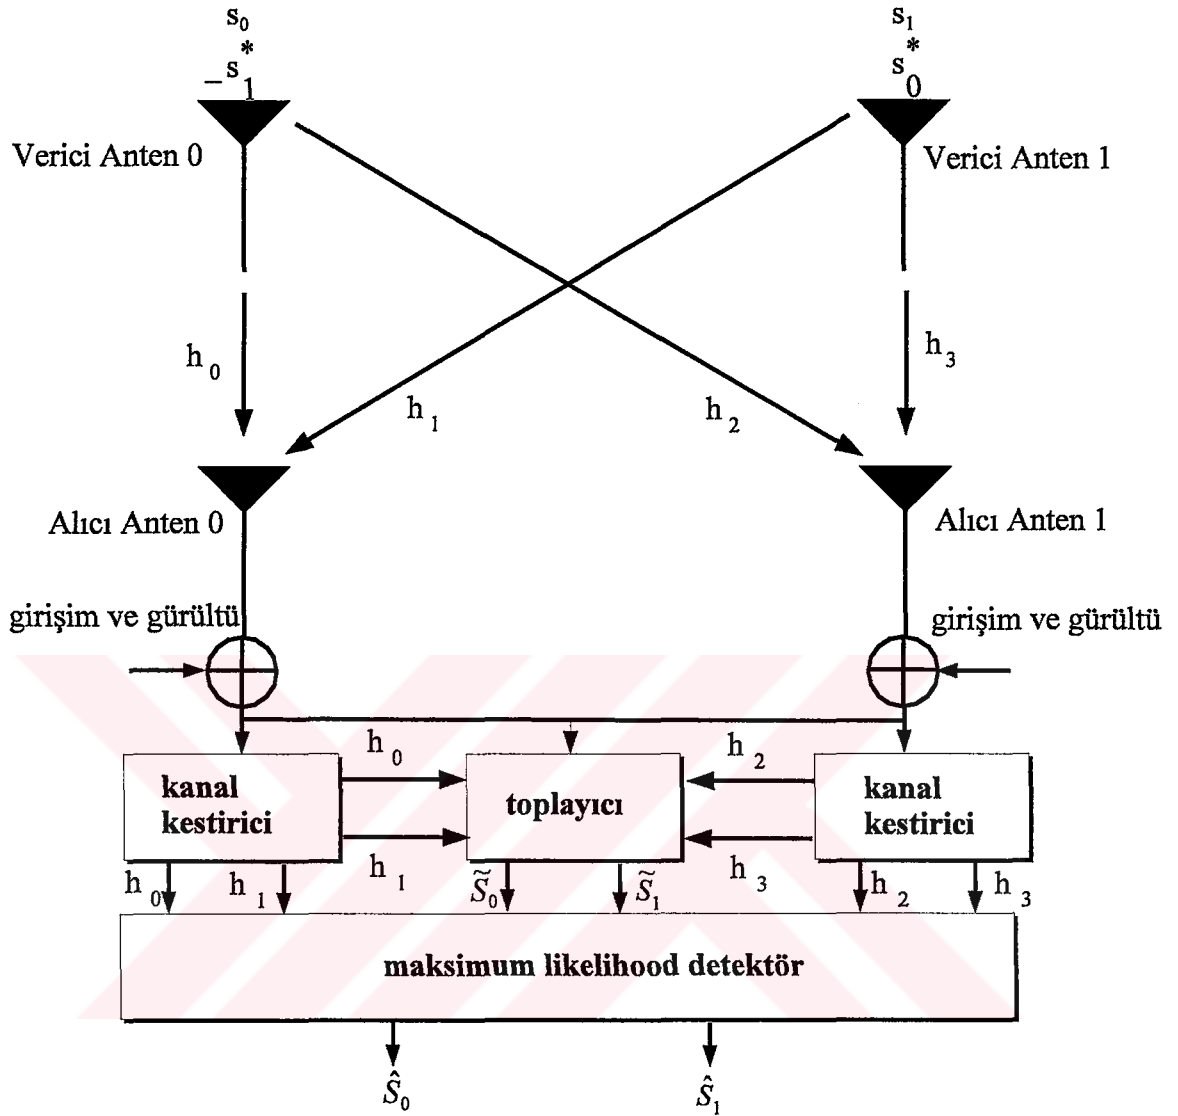 s₀ s₁
-s₁* s₀*
Verici Anten 0 Verici Anten 1
h₀ h₃
h₁ h₂
Alıcı Anten 0 Alıcı Anten 1
girişim ve gürültü girişim ve gürültü
h₀ h₂
kanal kestirici
toplayıcı
kanal kestirici
h₁ h₃
h₀ h₁ S̃₀ S̃₁ h₂ h₃
maksimum likelihood detektör
Ŝ₀ Ŝ₁